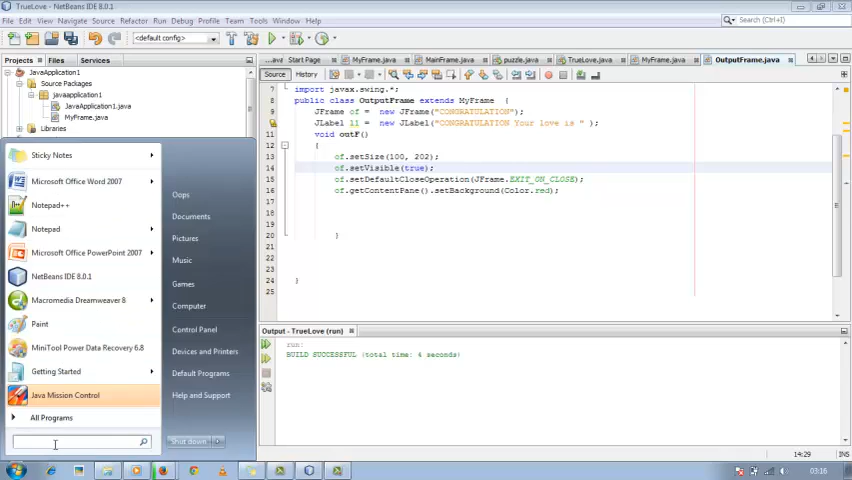 TrueLove - NetBeans IDE 8.0.1
File Edit View Navigate Source Refactor Run Debug Profile Team Tools Window Help
Search (Ctrl+I)
<default config>
Projects Files Services
...avd Start Page MyFrame.java MainFrame.java puzzle.java TrueLove.java MyFrame.java OutputFrame.java
Source History
JavaApplication1
Source Packages
javaapplication1
JavaApplication1.java
MyFrame.java
Libraries
7 import javax.swing.*;
8 public class OutputFrame extends MyFrame {
9 JFrame of = new JFrame("CONGRATULATION");
JLabel l1 = new JLabel("CONGRATULATION Your love is " );
11 void outF()
12 {
13 of.setSize(100, 202);
14 of.setVisible(true);
15 of.setDefaultCloseOperation(JFrame.EXIT_ON_CLOSE);
16 of.getContentPane().setBackground(Color.red);
17
18
19
20 }
21
22
23
24 }
25
Sticky Notes
Microsoft Office Word 2007
Notepad++
Notepad
Microsoft Office PowerPoint 2007
NetBeans IDE 8.0.1
Macromedia Dreamweaver 8
Paint
MiniTool Power Data Recovery 6.8
Getting Started
Java Mission Control
All Programs
Oops
Documents
Pictures
Music
Games
Computer
Control Panel
Devices and Printers
Default Programs
Help and Support
Shut down
Output - TrueLove (run)
run:
BUILD SUCCESSFUL (total time: 6 seconds)
14:29 INS
03:16